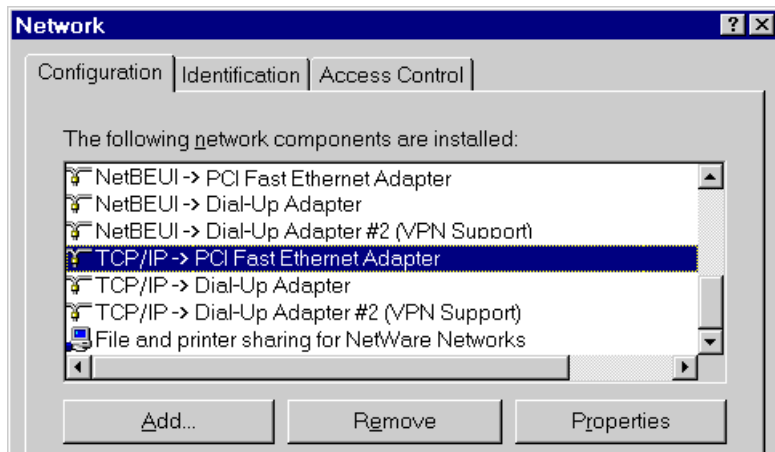 Network
Configuration Identification Access Control
The following network components are installed:
NetBEUI -> PCI Fast Ethernet Adapter
NetBEUI -> Dial-Up Adapter
NetBEUI -> Dial-Up Adapter #2 (VPN Support)
TCP/IP -> PCI Fast Ethernet Adapter
TCP/IP -> Dial-Up Adapter
TCP/IP -> Dial-Up Adapter #2 (VPN Support)
File and printer sharing for NetWare Networks
Add... Remove Properties